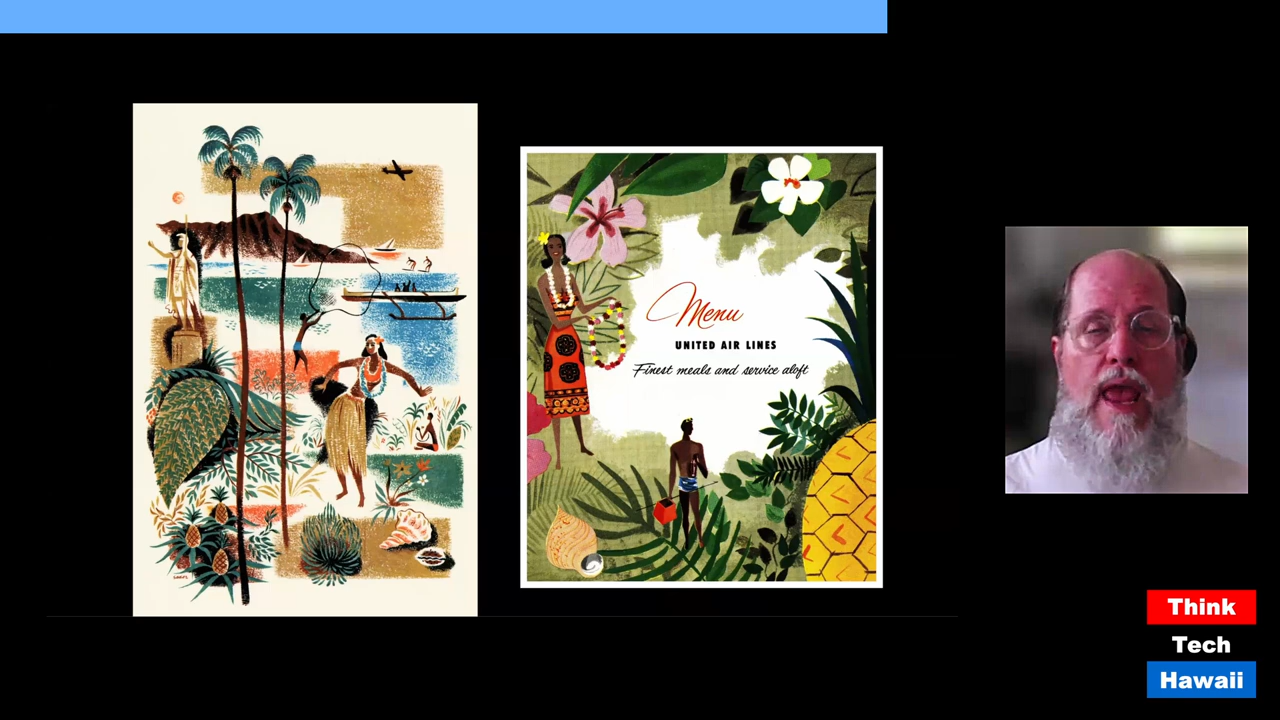 Menu
UNITED AIR LINES
Finest meals and service aloft
Think
Tech
Hawaii